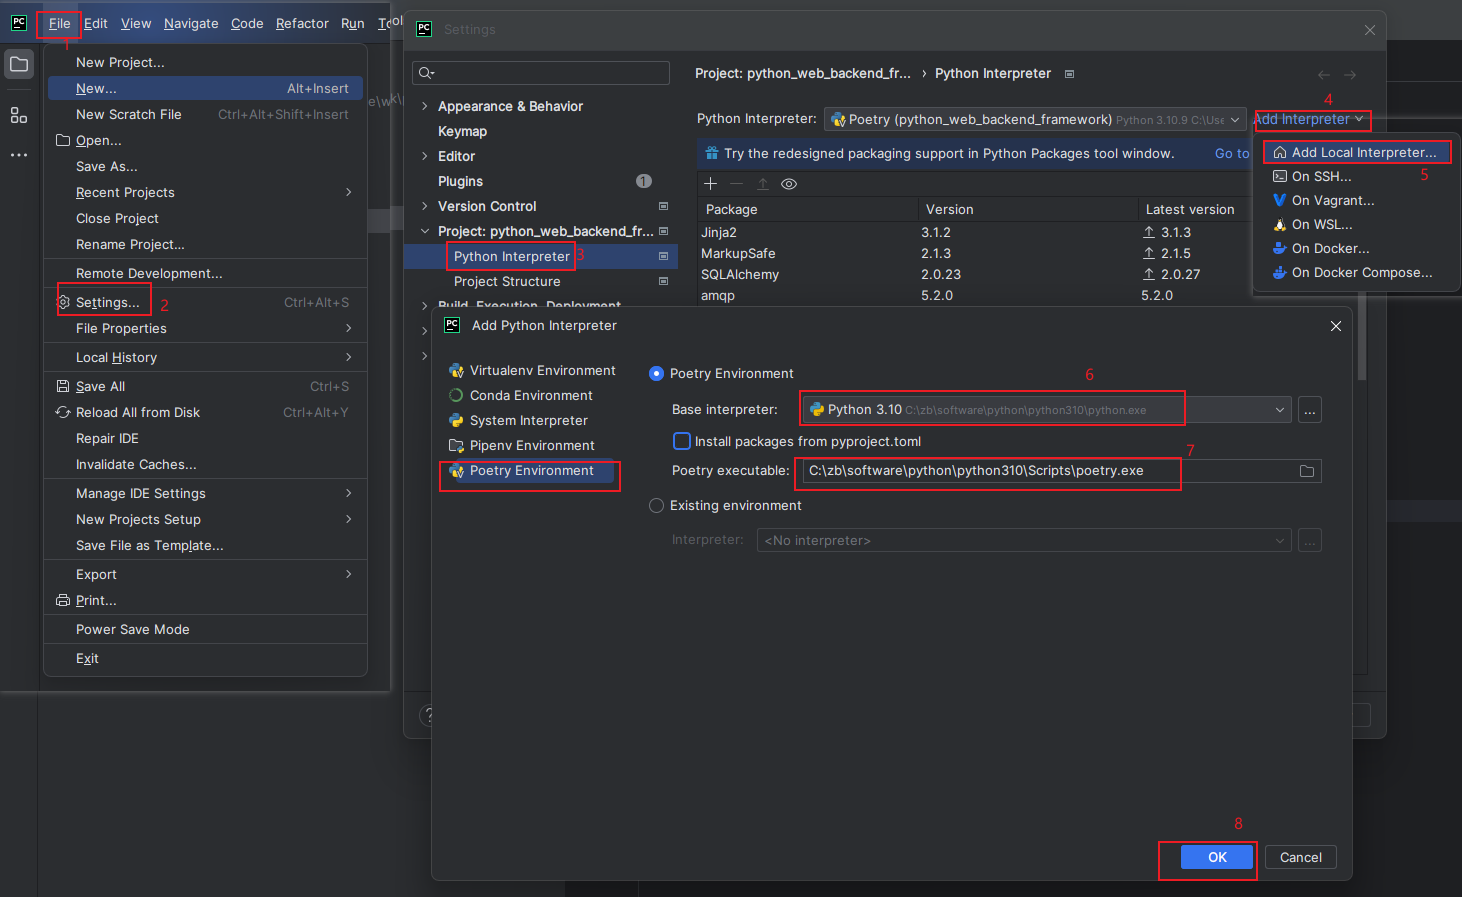 PC File Edit View Navigate Code Refactor Run
1
New Project...
New... Alt+Insert
New Scratch File Ctrl+Alt+Shift+Insert
Open...
Save As...
Recent Projects
Close Project
Rename Project...
Remote Development...
Settings... Ctrl+Alt+S
2
File Properties
Local History
Save All Ctrl+S
Reload All from Disk Ctrl+Alt+Y
Repair IDE
Invalidate Caches...
Manage IDE Settings
New Projects Setup
Save File as Template...
Export
Print...
Power Save Mode
Exit
PC Settings
Appearance & Behavior
Keymap
Editor
Plugins 1
Version Control
Project: python_web_backend_fr...
Python Interpreter 3
Project Structure
Build, Execution, Deployment
Project: python_web_backend_fr... › Python Interpreter
4
Python Interpreter: Poetry (python_web_backend_framework) Python 3.10.9 C:\Use
Add Interpreter
Try the redesigned packaging support in Python Packages tool window. Go to
Package Version Latest version
Jinja2 3.1.2 3.1.3
MarkupSafe 2.1.3 2.1.5
SQLAlchemy 2.0.23 2.0.27
amqp 5.2.0 5.2.0
Add Local Interpreter...
5
On SSH...
On Vagrant...
On WSL...
On Docker...
On Docker Compose...
PC Add Python Interpreter
Virtualenv Environment
Conda Environment
System Interpreter
Pipenv Environment
Poetry Environment
Poetry Environment
6
Base interpreter: Python 3.10 C:\zb\software\python\python310\python.exe ...
Install packages from pyproject.toml
7
Poetry executable: C:\zb\software\python\python310\Scripts\poetry.exe
Existing environment
Interpreter: <No interpreter> ...
?
8
OK Cancel